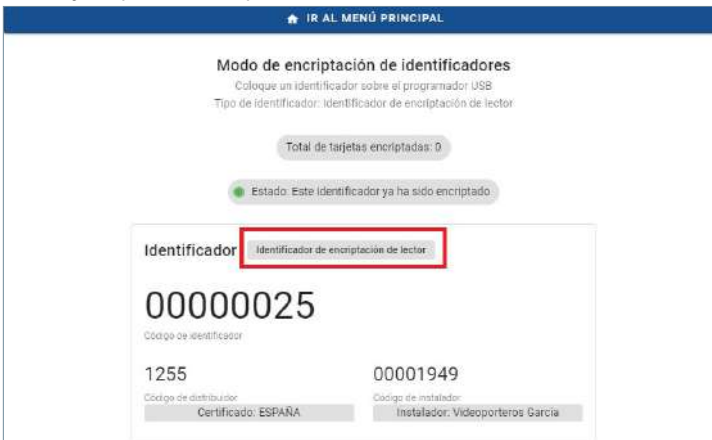 IR AL MENÚ PRINCIPAL
Modo de encriptación de identificadores
Coloque un identificador sobre el programador USB
Tipo de identificador: Identificador de encriptación de lector
Total de tarjetas encriptadas: 0
Estado: Este identificador ya ha sido encriptado
Identificador Identificador de encriptación de lector
00000025
Código de identificador
1255 00001949
Código de distribuidor Código de instalador
Certificado: ESPAÑA Instalador: Videoporteros García